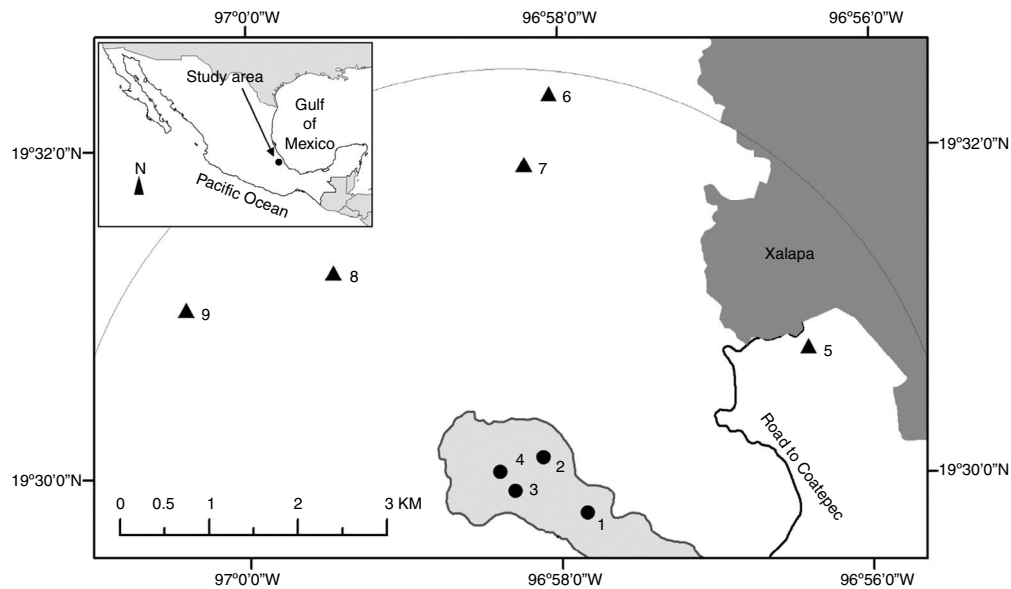 97°0'0"W 96°58'0"W 96°56'0"W
Study area
Gulf
of
Mexico
N
Pacific Ocean
19°32'0"N
19°32'0"N
6
7
Xalapa
8
9
5
Road to Coatepec
4
2
3
1
19°30'0"N
19°30'0"N
0 0.5 1 2 3 KM
97°0'0"W 96°58'0"W 96°56'0"W